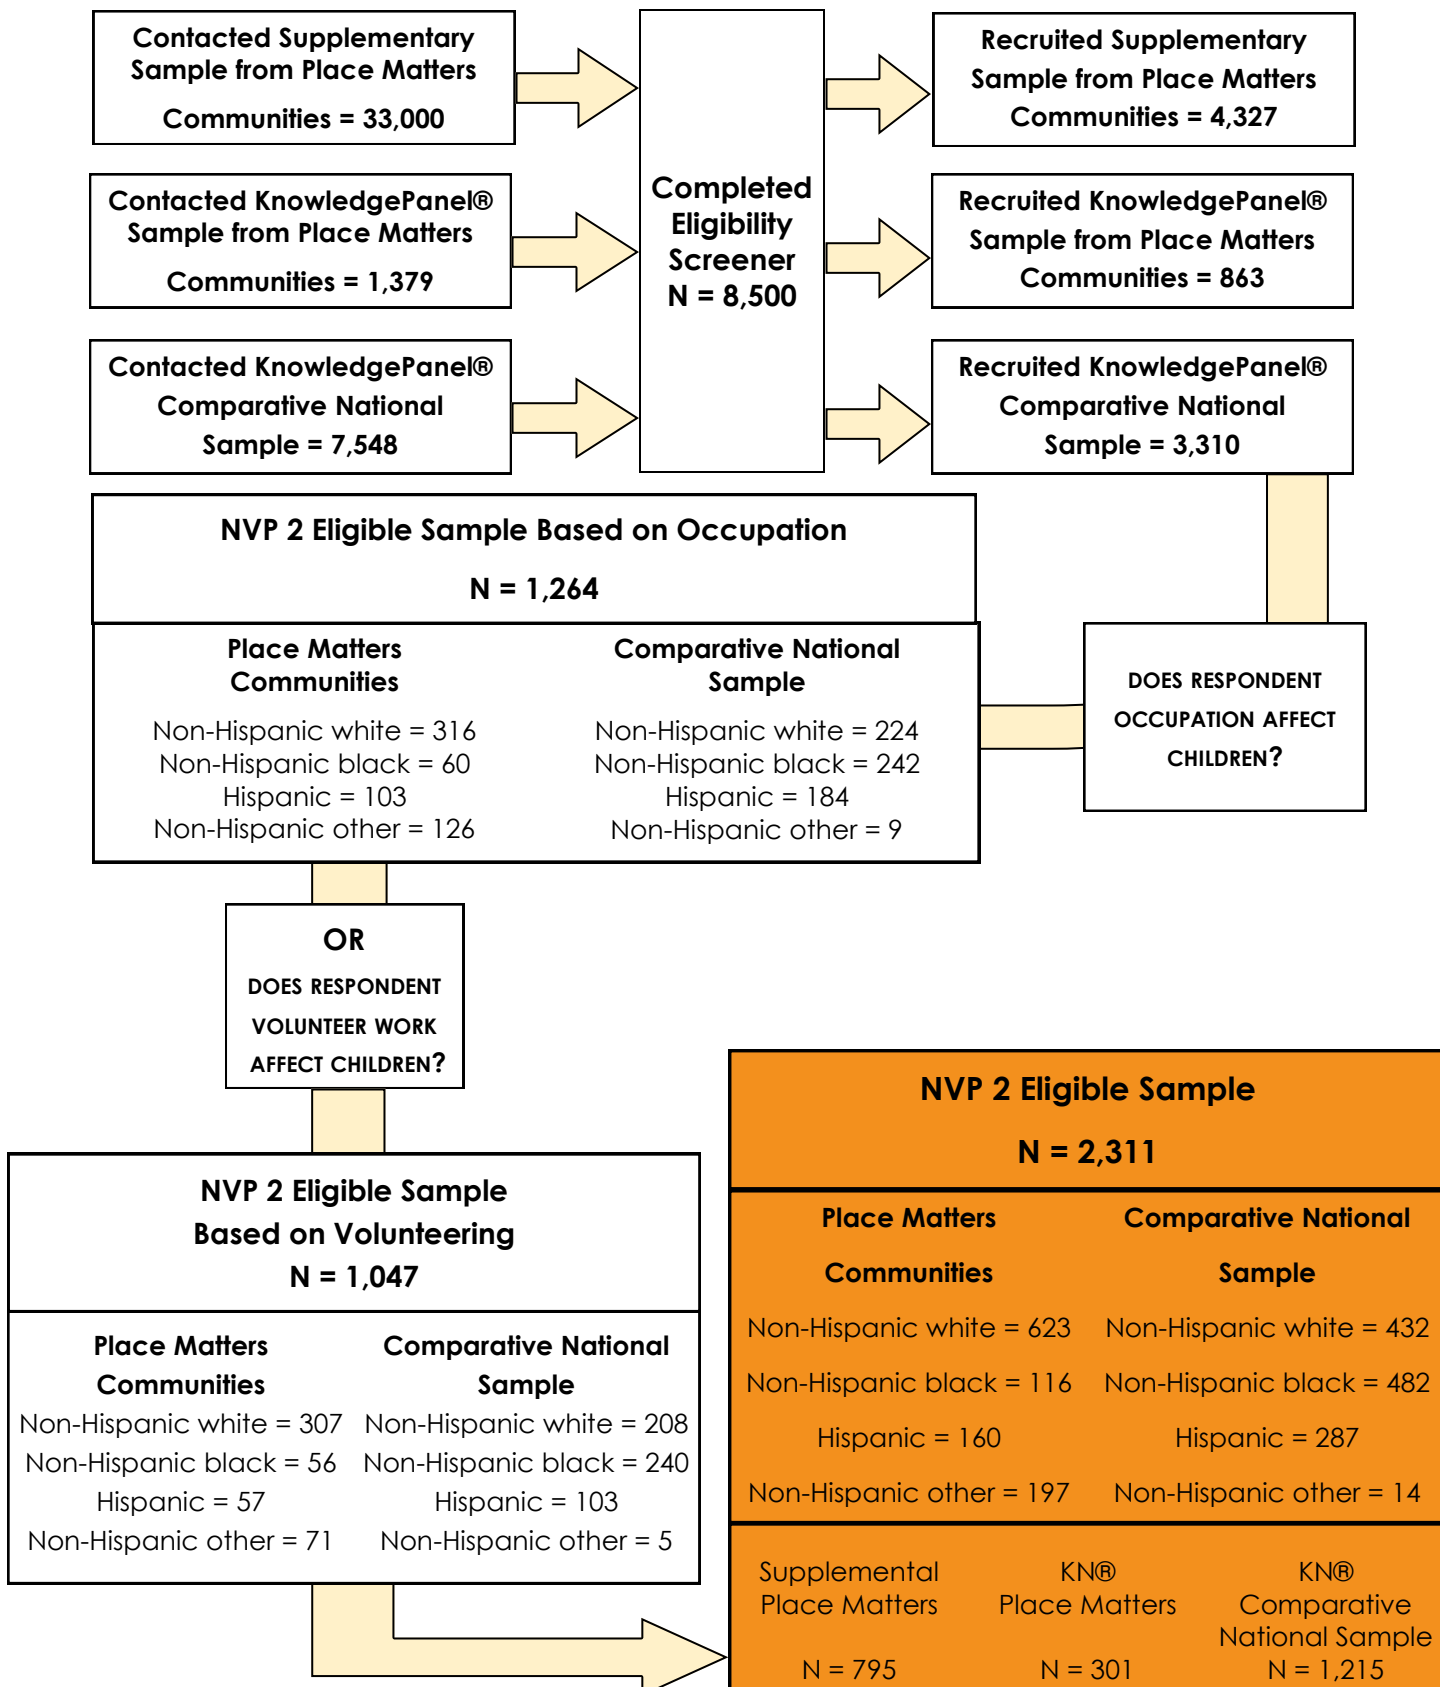 Contacted Supplementary
Sample from Place Matters
Communities = 33,000
Recruited Supplementary
Sample from Place Matters
Communities = 4,327
Completed
Eligibility
Screener
N = 8,500
Contacted KnowledgePanel®
Sample from Place Matters
Communities = 1,379
Recruited KnowledgePanel®
Sample from Place Matters
Communities = 863
Contacted KnowledgePanel®
Comparative National
Sample = 7,548
Recruited KnowledgePanel®
Comparative National
Sample = 3,310
NVP 2 Eligible Sample Based on Occupation
N = 1,264
Place Matters
Communities
Non-Hispanic white = 316
Non-Hispanic black = 60
Hispanic = 103
Non-Hispanic other = 126
Comparative National
Sample
Non-Hispanic white = 224
Non-Hispanic black = 242
Hispanic = 184
Non-Hispanic other = 9
DOES RESPONDENT
OCCUPATION AFFECT
CHILDREN?
OR
DOES RESPONDENT
VOLUNTEER WORK
AFFECT CHILDREN?
NVP 2 Eligible Sample
Based on Volunteering
N = 1,047
Place Matters
Communities
Non-Hispanic white = 307
Non-Hispanic black = 56
Hispanic = 57
Non-Hispanic other = 71
Comparative National
Sample
Non-Hispanic white = 208
Non-Hispanic black = 240
Hispanic = 103
Non-Hispanic other = 5
NVP 2 Eligible Sample
N = 2,311
Place Matters
Communities
Non-Hispanic white = 623
Non-Hispanic black = 116
Hispanic = 160
Non-Hispanic other = 197
Comparative National
Sample
Non-Hispanic white = 432
Non-Hispanic black = 482
Hispanic = 287
Non-Hispanic other = 14
Supplemental
Place Matters
N = 795
KN®
Place Matters
N = 301
KN®
Comparative
National Sample
N = 1,215